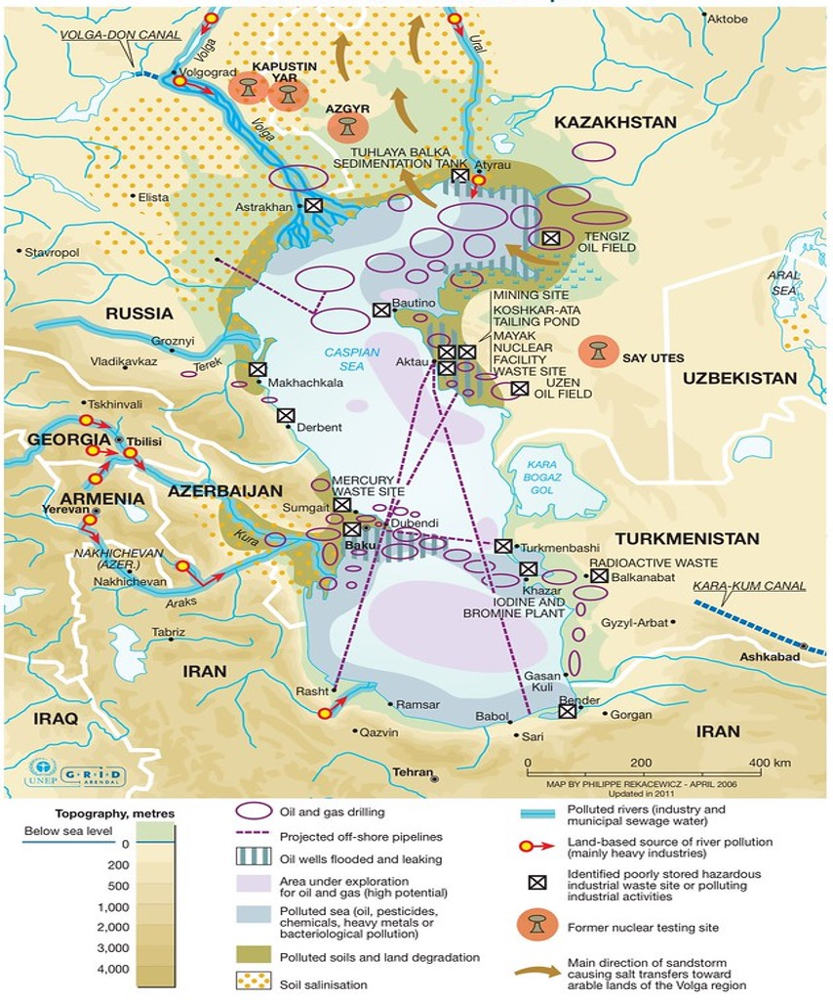 VOLGA-DON CANAL
Volga
Ural
Aktobe
Volgograd
KAPUSTIN
YAR
AZGYR
Volga
KAZAKHSTAN
TUHLAYA BALKA
SEDIMENTATION TANK
Atyrau
Elista
Astrakhan
Stavropol
TENGIZ
OIL FIELD
ARAL
SEA
RUSSIA
Bautino
MINING SITE
KOSHKAR-ATA
TAILING POND
MAYAK
NUCLEAR
FACILITY
WASTE SITE
Groznyi
CASPIAN
SEA
Aktau
SAY UTES
Vladikavkaz
Terek
UZEN
OIL FIELD
UZBEKISTAN
Makhachkala
Tskhinvali
Derbent
GEORGIA
Tbilisi
KARA
BOGAZ
GOL
ARMENIA
AZERBAIJAN
MERCURY
WASTE SITE
Yerevan
Sumgait
Dubendi
Kura
Baku
TURKMENISTAN
Turkmenbashi
NAKHICHEVAN
(AZER.)
Nakhichevan
RADIOACTIVE WASTE
Balkanabat
KARA-KUM CANAL
Araks
Khazar
IODINE AND
BROMINE PLANT
Gyzyl-Arbat
Tabriz
Ashkabad
IRAN
Gasan
Kuli
Rasht
Ramsar
Bender
Gorgan
IRAQ
Babol
Sari
IRAN
Qazvin
Tehran
0
200
400 km
UNEP
G R I D
ARENDAL
MAP BY PHILIPPE REKACEWICZ - APRIL 2006
Updated in 2011
Topography, metres
Below sea level
0
200
500
1,000
2,000
3,000
4,000
Oil and gas drilling
Projected off-shore pipelines
Oil wells flooded and leaking
Area under exploration
for oil and gas (high potential)
Polluted sea (oil, pesticides,
chemicals, heavy metals or
bacteriological pollution)
Polluted soils and land degradation
Soil salinisation
Polluted rivers (industry and
municipal sewage water)
Land-based source of river pollution
(mainly heavy industries)
Identified poorly stored hazardous
industrial waste site or polluting
industrial activities
Former nuclear testing site
Main direction of sandstorm
causing salt transfers toward
arable lands of the Volga region